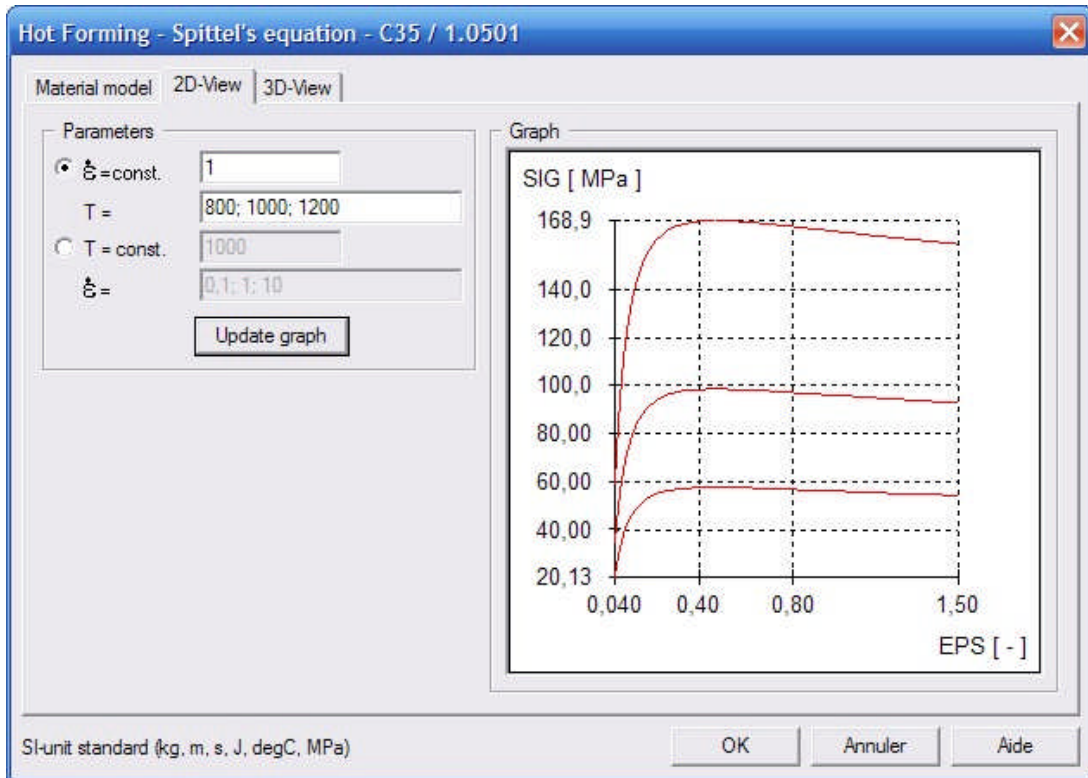 Hot Forming - Spittel's equation - C35 / 1.0501
Material model 2D-View 3D-View
Parameters
ε̇ =const. 1
T = 800; 1000; 1200
T = const. 1000
ε̇ = 0,1; 1; 10
Update graph
Graph
SIG [ MPa ]
168,9
140,0
120,0
100,0
80,00
60,00
40,00
20,13
0,040 0,40 0,80 1,50
EPS [ - ]
SI-unit standard (kg, m, s, J, degC, MPa)
OK Annuler Aide